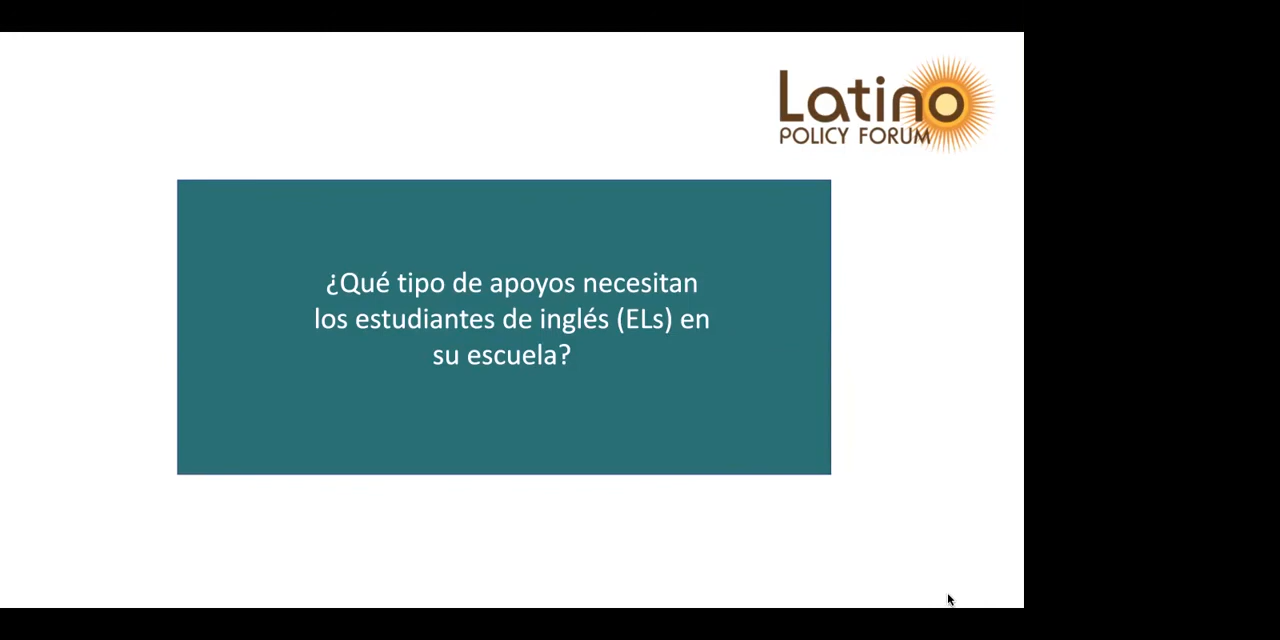 Latino
POLICY FORUM
¿Qué tipo de apoyos necesitan
los estudiantes de inglés (ELs) en
su escuela?